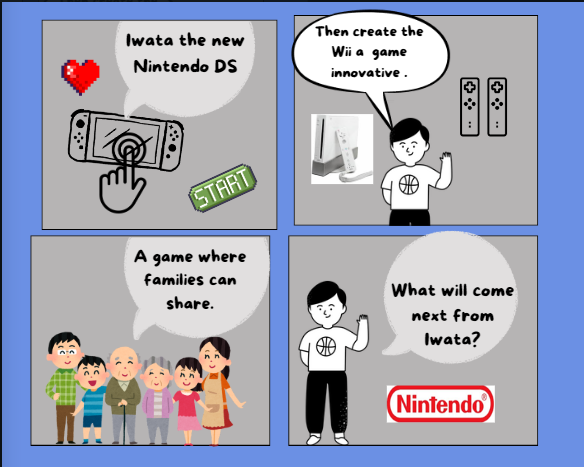 Iwata the new
Nintendo DS
START
Then create the
Wii a game
innovative .
A game where
families can
share.
What will come
next from
Iwata?
Nintendo®